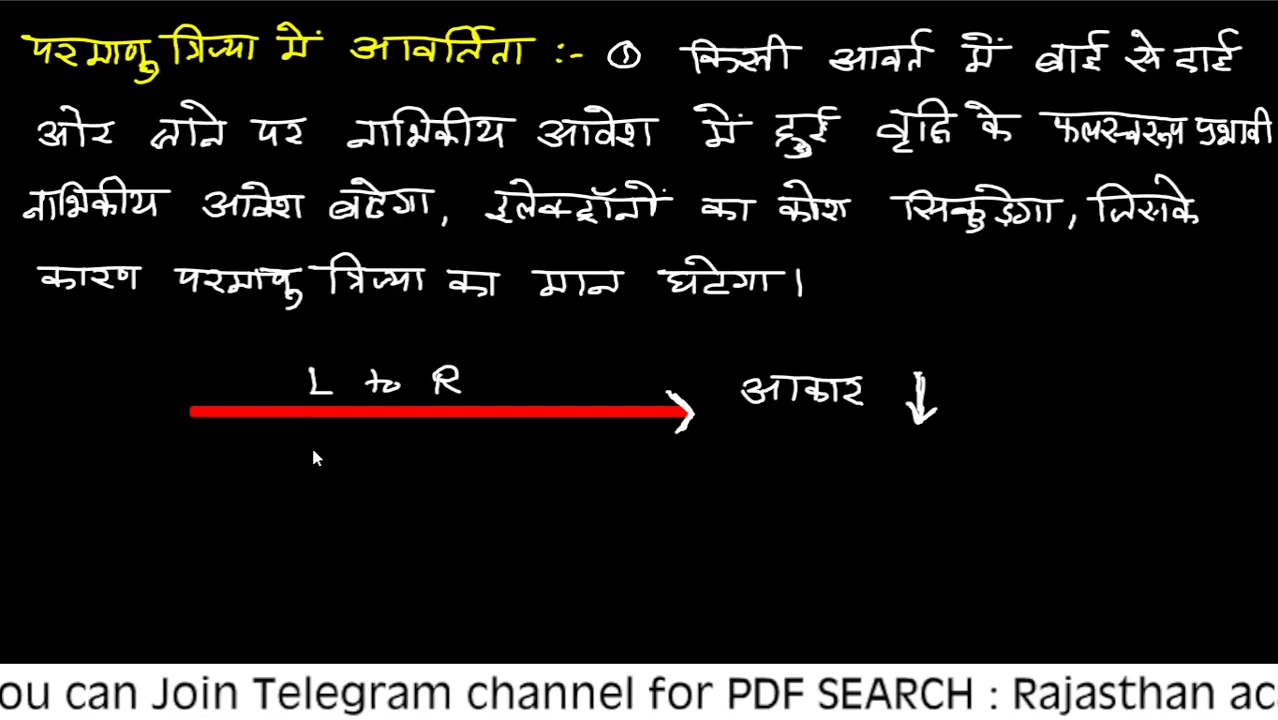 परमाणु त्रिज्या में आवर्तिता :- ① किसी आवर्त में बाई से दाई
ओर जाने पर नाभिकीय आवेश में हुई वृद्धि के फलस्वरूप प्रभावी
नाभिकीय आवेश बढेगा, इलेक्ट्रॉनों का कोश सिकुड़ेगा, जिसके
कारण परमाणु त्रिज्या का मान घटेगा।
L to R
आकार ↓
ou can Join Telegram channel for PDF SEARCH : Rajasthan ac